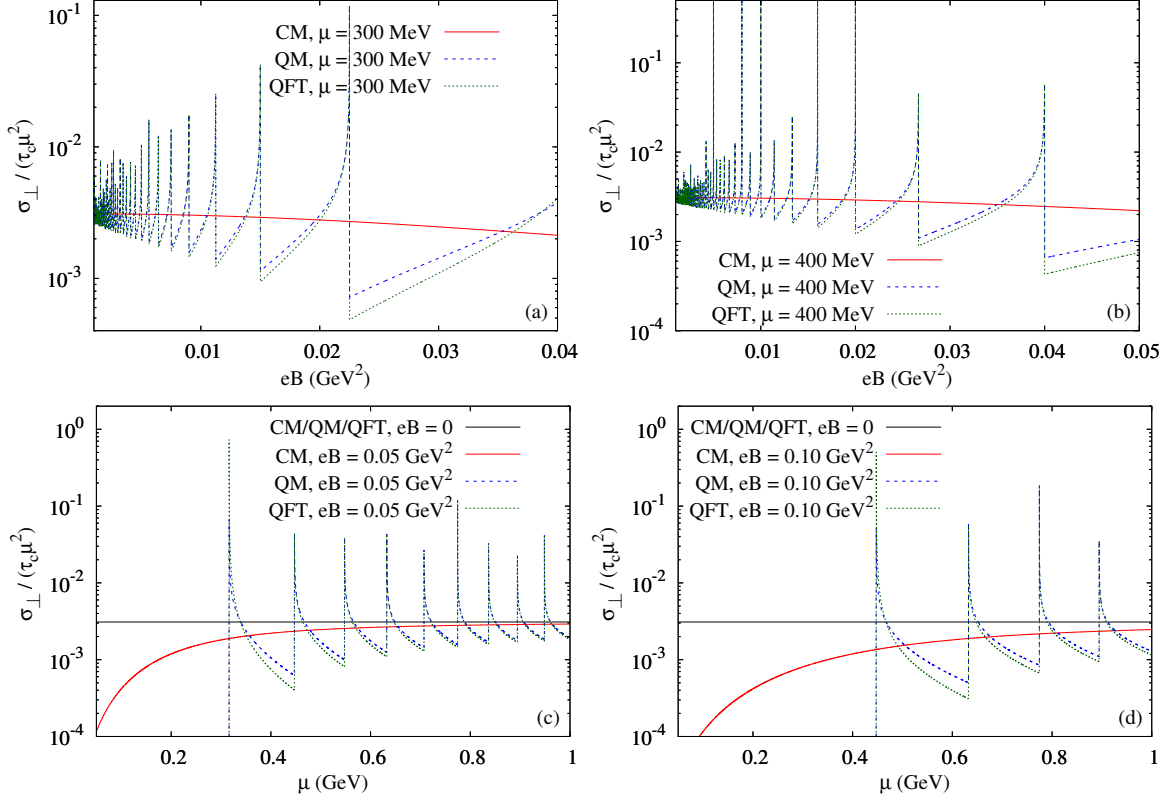 10⁻¹
10⁻²
10⁻³
σ⊥ / (τcμ²)
CM, μ = 300 MeV
QM, μ = 300 MeV
QFT, μ = 300 MeV
(a)
0.01 0.02 0.03 0.04
eB (GeV²)
10⁻¹
10⁻²
10⁻³
10⁻⁴
σ⊥ / (τcμ²)
CM, μ = 400 MeV
QM, μ = 400 MeV
QFT, μ = 400 MeV
(b)
0.01 0.02 0.03 0.04 0.05
eB (GeV²)
10⁰
10⁻¹
10⁻²
10⁻³
10⁻⁴
σ⊥ / (τcμ²)
CM/QM/QFT, eB = 0
CM, eB = 0.05 GeV²
QM, eB = 0.05 GeV²
QFT, eB = 0.05 GeV²
(c)
0.2 0.4 0.6 0.8 1
μ (GeV)
10⁰
10⁻¹
10⁻²
10⁻³
10⁻⁴
σ⊥ / (τcμ²)
CM/QM/QFT, eB = 0
CM, eB = 0.10 GeV²
QM, eB = 0.10 GeV²
QFT, eB = 0.10 GeV²
(d)
0.2 0.4 0.6 0.8 1
μ (GeV)